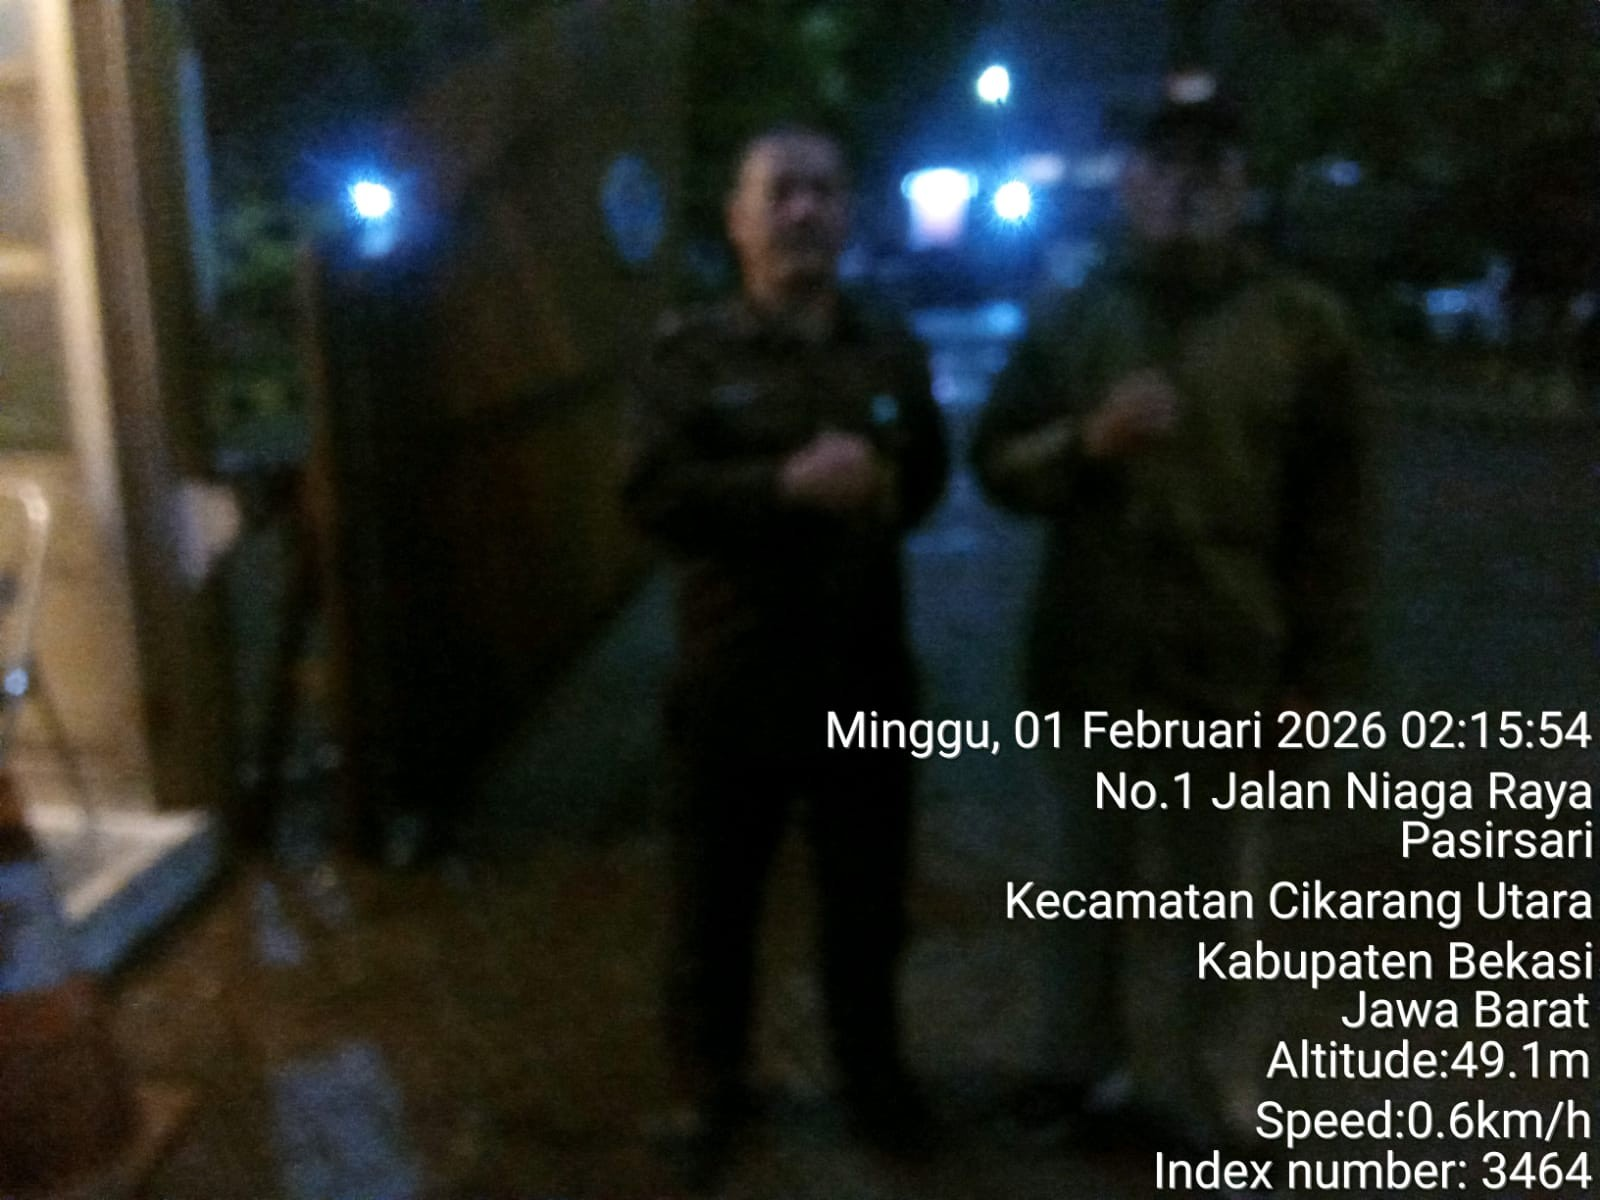 Minggu, 01 Februari 2026 02:15:54
No.1 Jalan Niaga Raya
Pasirsari
Kecamatan Cikarang Utara
Kabupaten Bekasi
Jawa Barat
Altitude:49.1m
Speed:0.6km/h
Index number: 3464